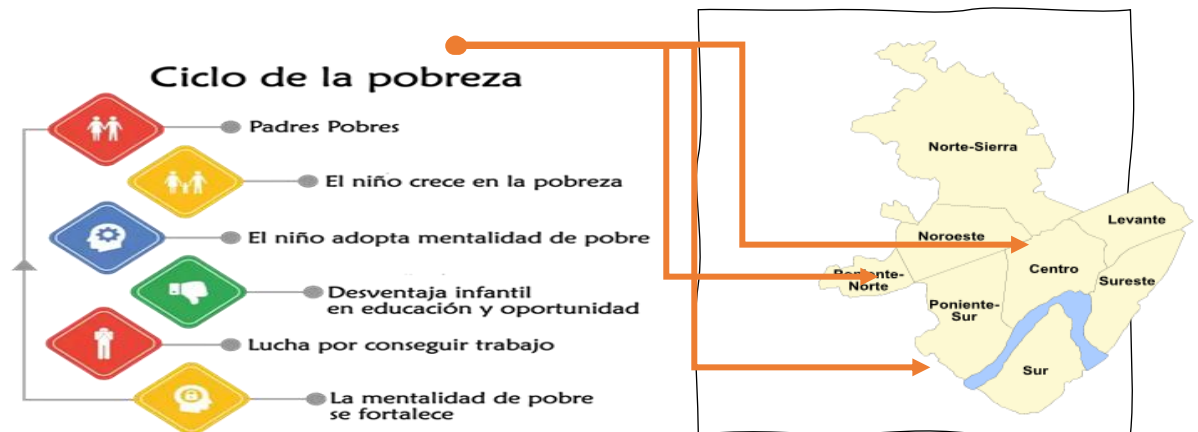 Ciclo de la pobreza
Padres Pobres
El niño crece en la pobreza
El niño adopta mentalidad de pobre
Desventaja infantil
en educación y oportunidad
Lucha por conseguir trabajo
La mentalidad de pobre
se fortalece
Norte-Sierra
Levante
Noroeste
Centro
Sureste
Poniente-
Norte
Poniente-
Sur
Sur